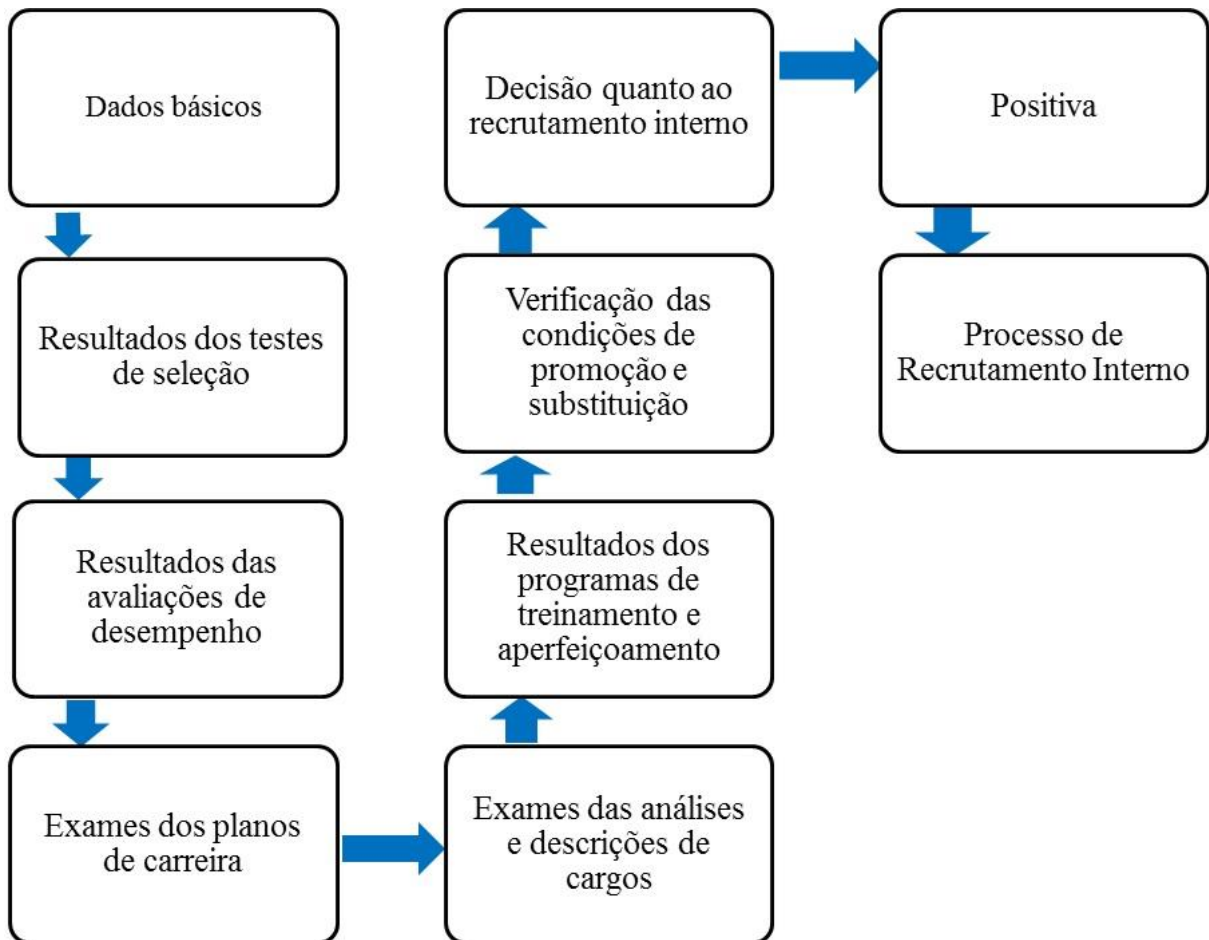 Dados básicos
Resultados dos testes
de seleção
Resultados das
avaliações de
desempenho
Exames dos planos
de carreira
Exames das análises
e descrições de
cargos
Resultados dos
programas de
treinamento e
aperfeiçoamento
Verificação das
condições de
promoção e
substituição
Decisão quanto ao
recrutamento interno
Positiva
Processo de
Recrutamento Interno